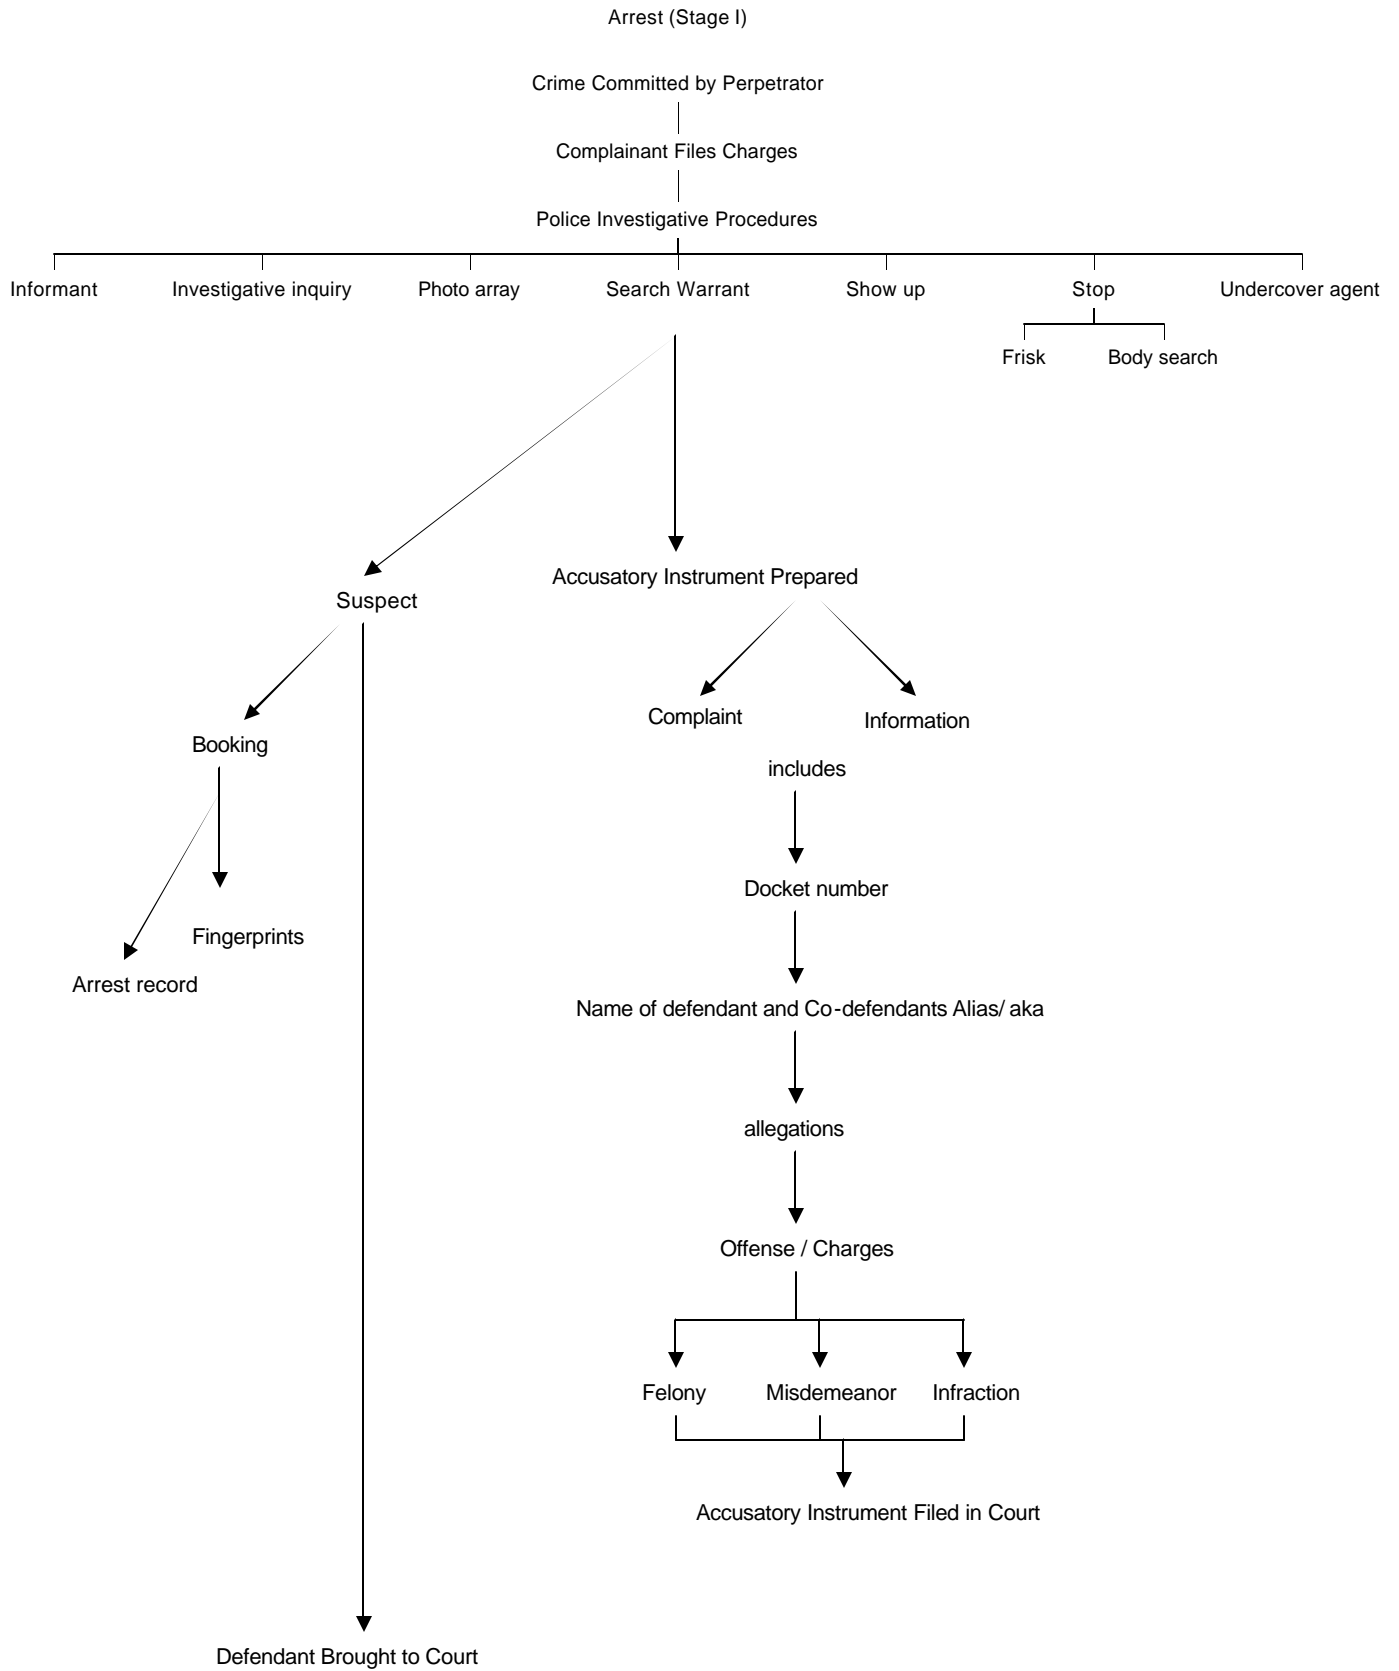 Arrest (Stage I)
Crime Committed by Perpetrator
Complainant Files Charges
Police Investigative Procedures
Informant
Investigative inquiry
Photo array
Search Warrant
Show up
Stop
Undercover agent
Frisk
Body search
Accusatory Instrument Prepared
Suspect
Complaint
Information
Booking
includes
Docket number
Fingerprints
Arrest record
Name of defendant and Co-defendants Alias/ aka
allegations
Offense / Charges
Felony
Misdemeanor
Infraction
Accusatory Instrument Filed in Court
Defendant Brought to Court